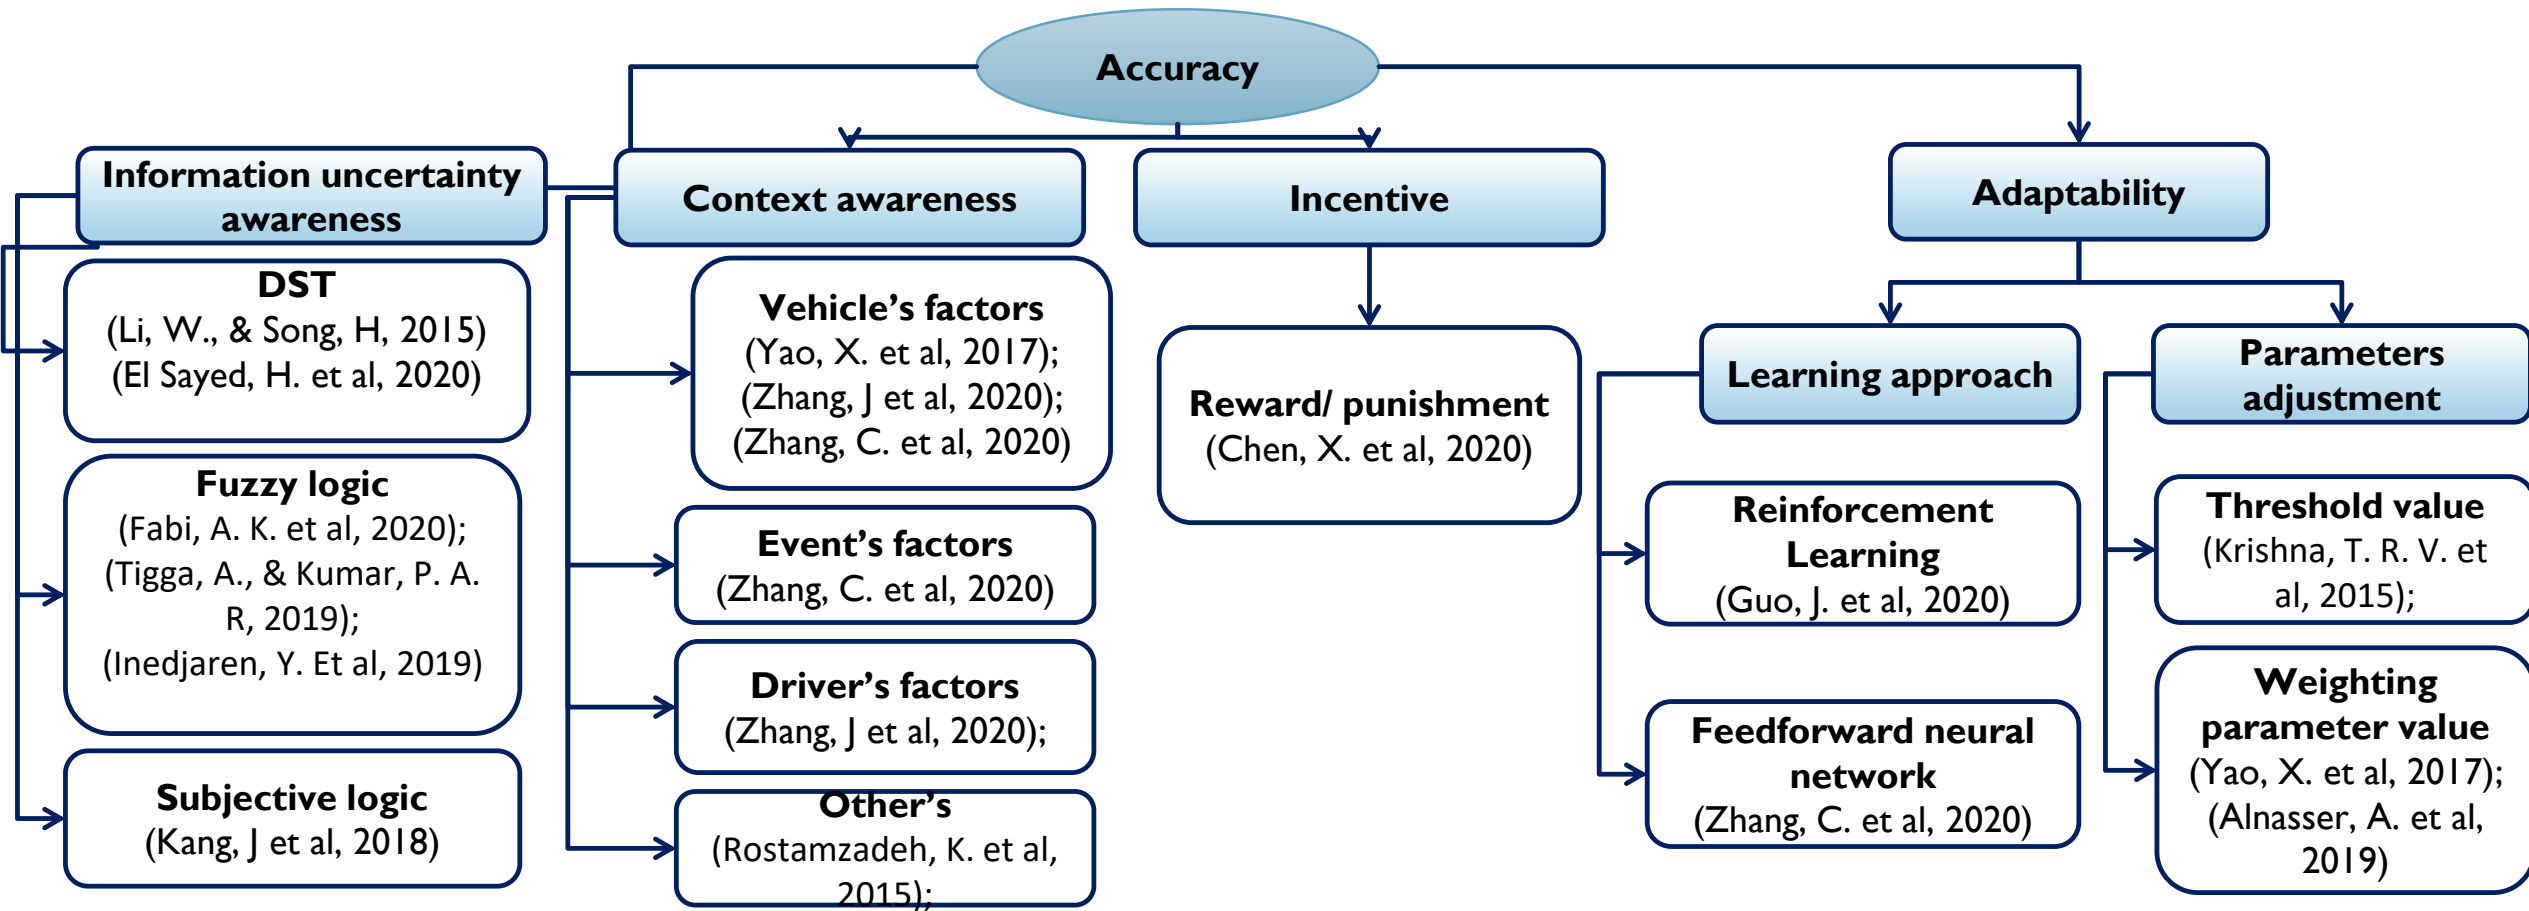 Accuracy
Information uncertainty
awareness
Context awareness
Incentive
Adaptability
DST
(Li, W., & Song, H, 2015)
(El Sayed, H. et al, 2020)
Fuzzy logic
(Fabi, A. K. et al, 2020);
(Tigga, A., & Kumar, P. A.
R, 2019);
(Inedjaren, Y. Et al, 2019)
Subjective logic
(Kang, J et al, 2018)
Vehicle’s factors
(Yao, X. et al, 2017);
(Zhang, J et al, 2020);
(Zhang, C. et al, 2020)
Event’s factors
(Zhang, C. et al, 2020)
Driver’s factors
(Zhang, J et al, 2020);
Other’s
(Rostamzadeh, K. et al,
2015);
Reward/ punishment
(Chen, X. et al, 2020)
Learning approach
Reinforcement
Learning
(Guo, J. et al, 2020)
Feedforward neural
network
(Zhang, C. et al, 2020)
Parameters
adjustment
Threshold value
(Krishna, T. R. V. et
al, 2015);
Weighting
parameter value
(Yao, X. et al, 2017);
(Alnasser, A. et al,
2019)